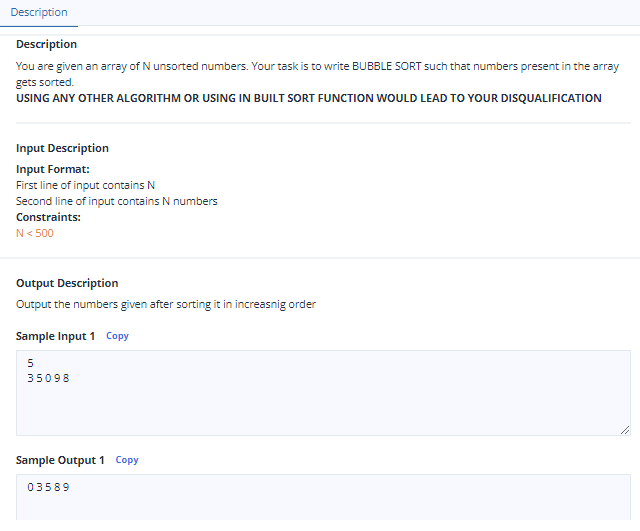 Description
Description
You are given an array of N unsorted numbers. Your task is to write BUBBLE SORT such that numbers present in the array
gets sorted.
USING ANY OTHER ALGORITHM OR USING IN BUILT SORT FUNCTION WOULD LEAD TO YOUR DISQUALIFICATION
Input Description
Input Format:
First line of input contains N
Second line of input contains N numbers
Constraints:
N < 500
Output Description
Output the numbers given after sorting it in increasnig order
Sample Input 1 Copy
5
3 5 0 9 8
Sample Output 1 Copy
0 3 5 8 9